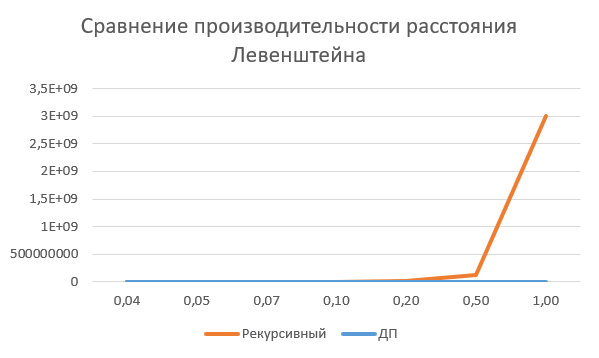 Сравнение производительности расстояния
Левенштейна
3,5E+09
3E+09
2,5E+09
2E+09
1,5E+09
1E+09
500000000
0
0,04 0,05 0,07 0,10 0,20 0,50 1,00
Рекурсивный ДП